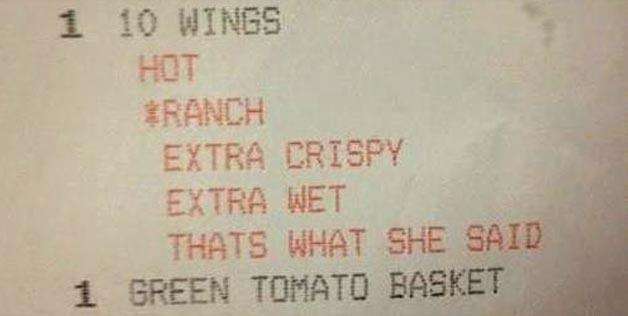 1 10 WINGS
HOT
*RANCH
EXTRA CRISPY
EXTRA WET
THATS WHAT SHE SAID
1 GREEN TOMATO BASKET